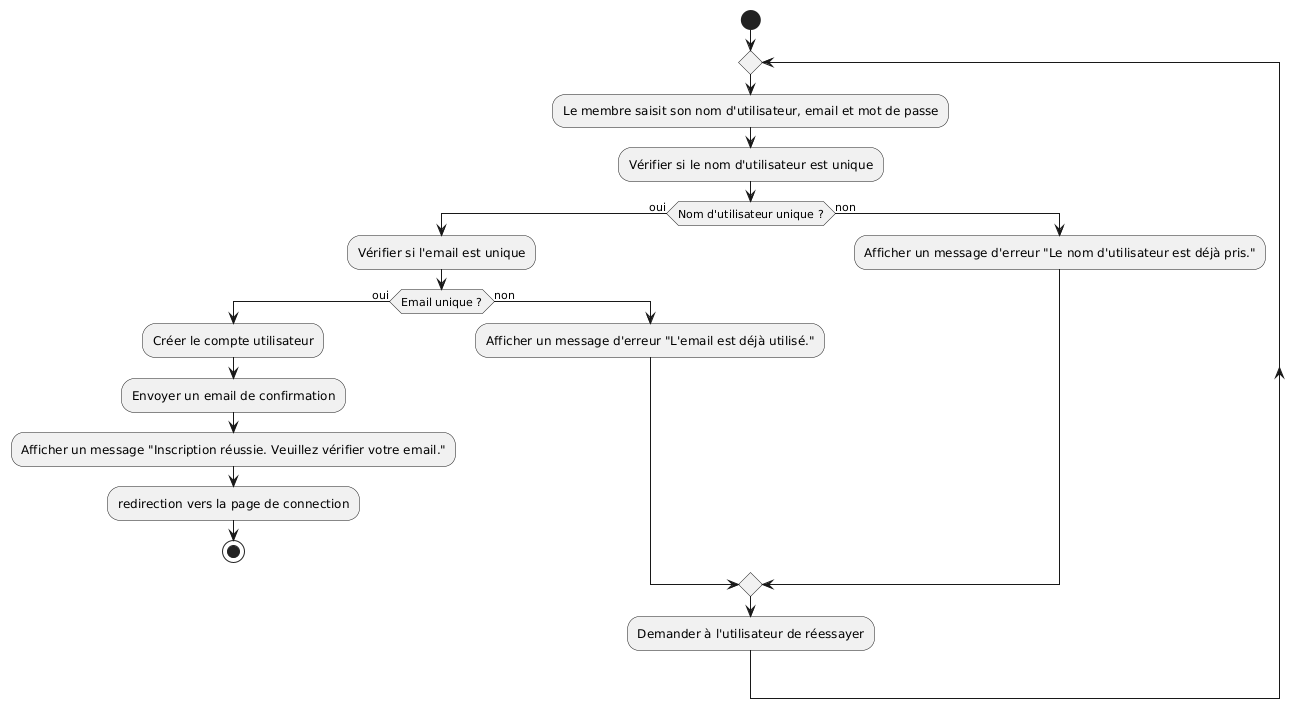 Le membre saisit son nom d'utilisateur, email et mot de passe
Vérifier si le nom d'utilisateur est unique
oui
Nom d'utilisateur unique ?
non
Vérifier si l'email est unique
Afficher un message d'erreur "Le nom d'utilisateur est déjà pris."
oui
Email unique ?
non
Créer le compte utilisateur
Afficher un message d'erreur "L'email est déjà utilisé."
Envoyer un email de confirmation
Afficher un message "Inscription réussie. Veuillez vérifier votre email."
redirection vers la page de connection
Demander à l'utilisateur de réessayer